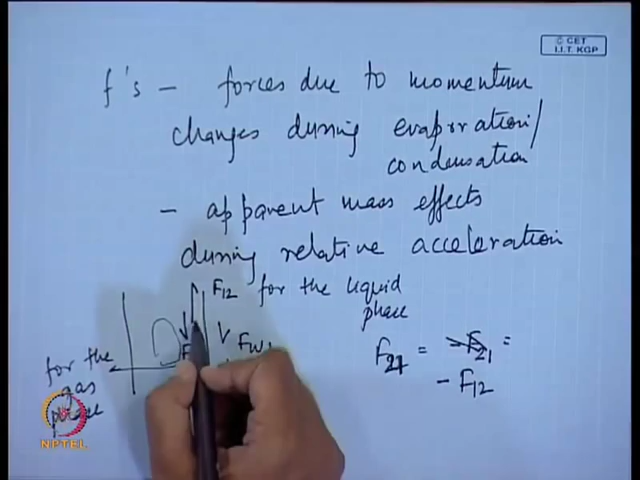 © CET
I.I.T. KGP
f's – forces due to momentum
changes during evaporation/
condensation
– apparent mass effects
during relative acceleration
F12 for the liquid
phase
for the
gas
phase
F21 = – F21 =
– F12
NPTEL